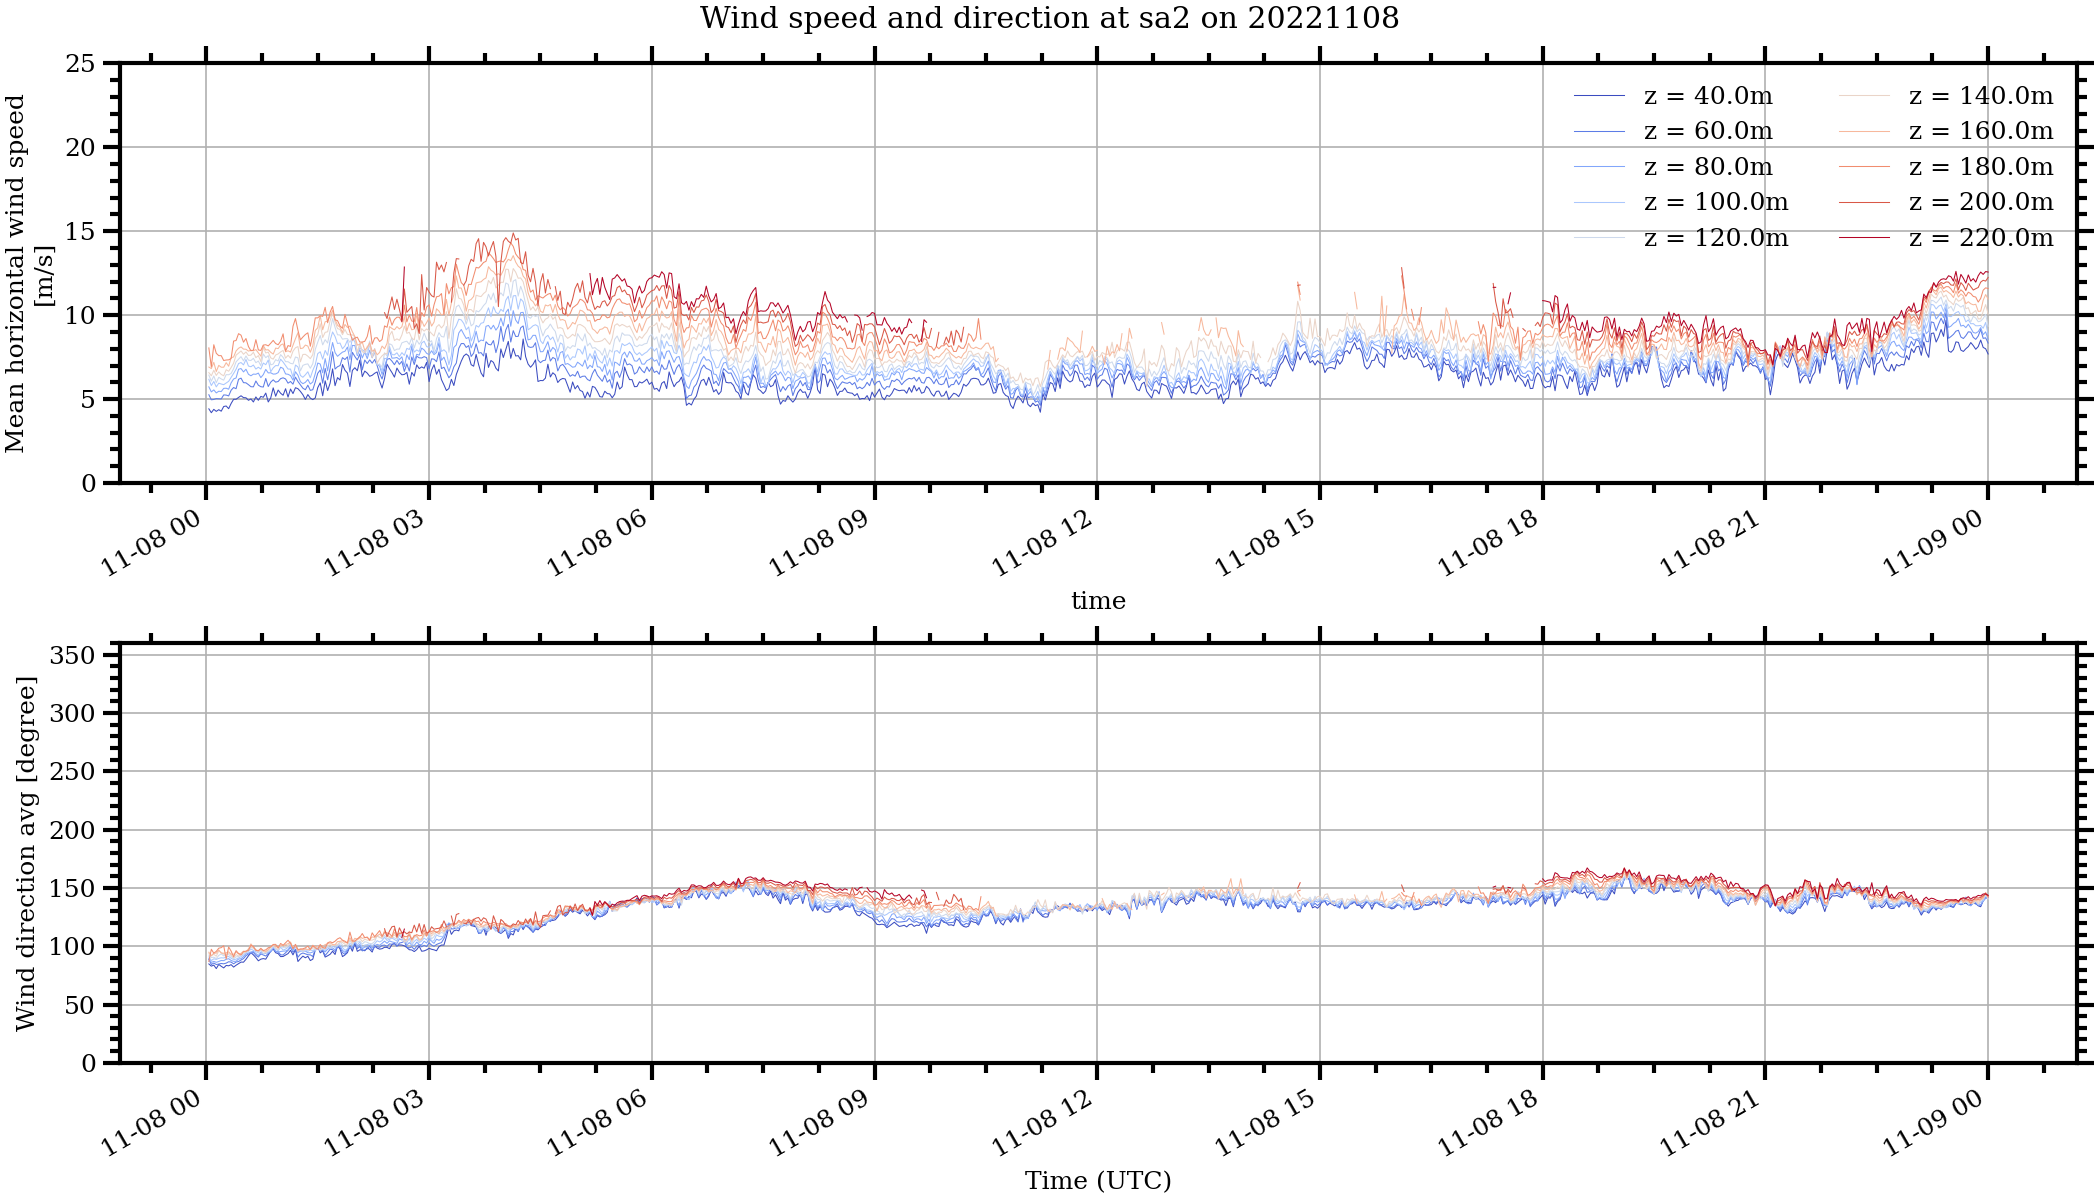 Wind speed and direction at sa2 on 20221108
Mean horizontal wind speed
[m/s]
25
20
15
10
5
0
z = 40.0m
z = 60.0m
z = 80.0m
z = 100.0m
z = 120.0m
z = 140.0m
z = 160.0m
z = 180.0m
z = 200.0m
z = 220.0m
11-08 00
11-08 03
11-08 06
11-08 09
11-08 12
11-08 15
11-08 18
11-08 21
11-09 00
time
Wind direction avg [degree]
350
300
250
200
150
100
50
0
11-08 00
11-08 03
11-08 06
11-08 09
11-08 12
11-08 15
11-08 18
11-08 21
11-09 00
Time (UTC)